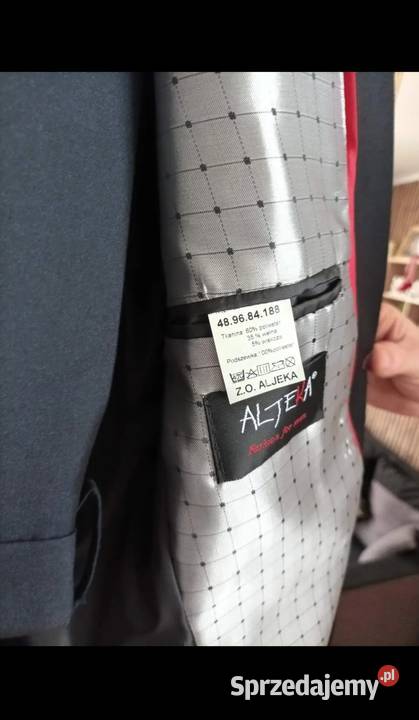 48.96.84.188
Tkanina 60% poliester
35 % wełna
5% wiskoza
Podszewka: 100%poliester
Z.O. ALJEKA
ALJEKA®
Fashion for men
Sprzedajemy.pl